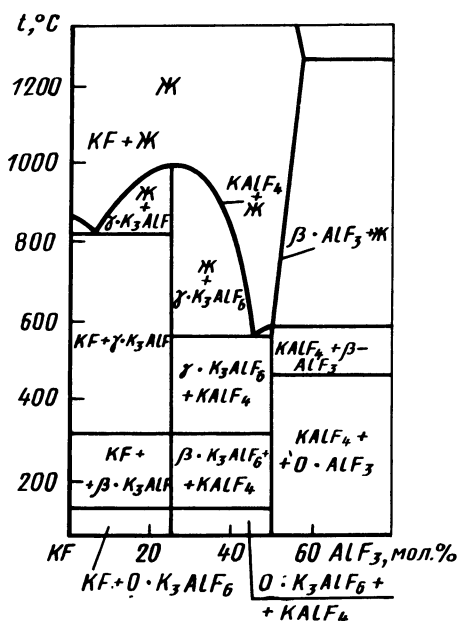 t,°C
1200
1000
800
600
400
200
Ж
KF + Ж
Ж
+
γ·K₃AlF
KAlF₄
+
Ж
Ж
+
γ·K₃AlF₆
β·AlF₃+Ж
KF+γ·K₃AlF
γ·K₃AlF₆
+KAlF₄
KAlF₄+β–
AlF₃
KAlF₄+
+O·AlF₃
KF+
+β·K₃AlF
β·K₃AlF₆+
+KAlF₄
KF 20 40 60 AlF₃, мол.%
KF+O·K₃AlF₆
O:K₃AlF₆+
+KAlF₄